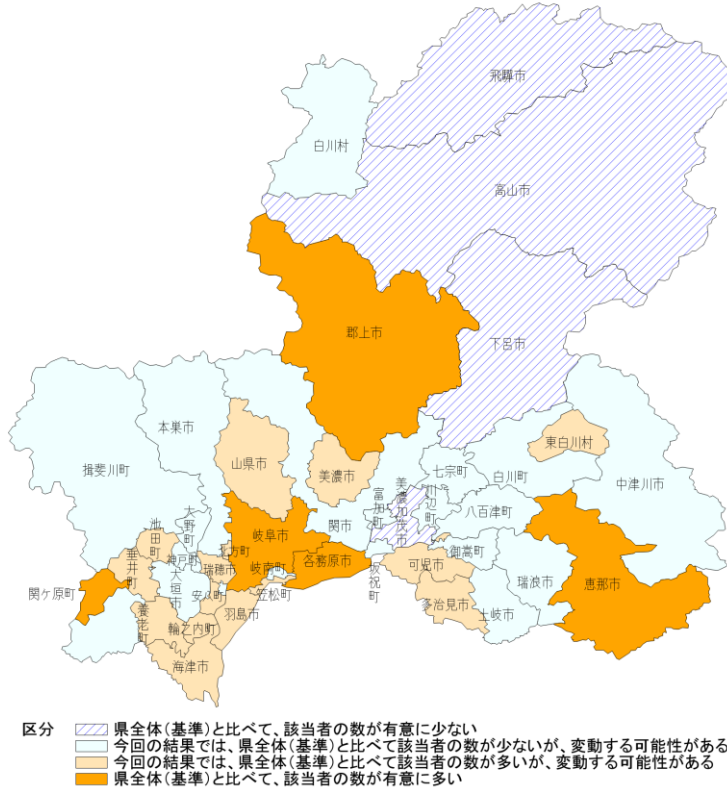 飛騨市
白川村
高山市
郡上市
下呂市
本巣市
揖斐川町
山県市
美濃市
東白川村
七宗町
白川町
中津川市
富加町
美濃加茂市
川辺町
八百津町
大野町
関市
池田町
岐阜市
北方町
神戸町
垂井町
大垣市
瑞穂市
岐南町
各務原市
御嵩町
可児市
坂祝町
瑞浪市
恵那市
関ケ原町
安八町
笠松町
羽島市
多治見市
土岐市
養老町
輪之内町
海津市
区分
県全体(基準)と比べて、該当者の数が有意に少ない
今回の結果では、県全体(基準)と比べて該当者の数が少ないが、変動する可能性がある
今回の結果では、県全体(基準)と比べて該当者の数が多いが、変動する可能性がある
県全体(基準)と比べて、該当者の数が有意に多い